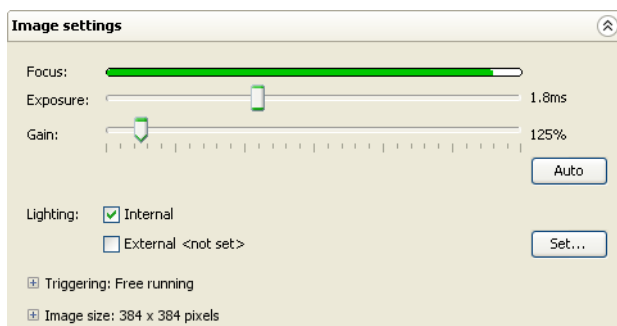 Image settings
Focus:
Exposure: 1.8ms
Gain: 125%
Auto
Lighting: Internal
External <not set> Set...
Triggering: Free running
Image size: 384 x 384 pixels